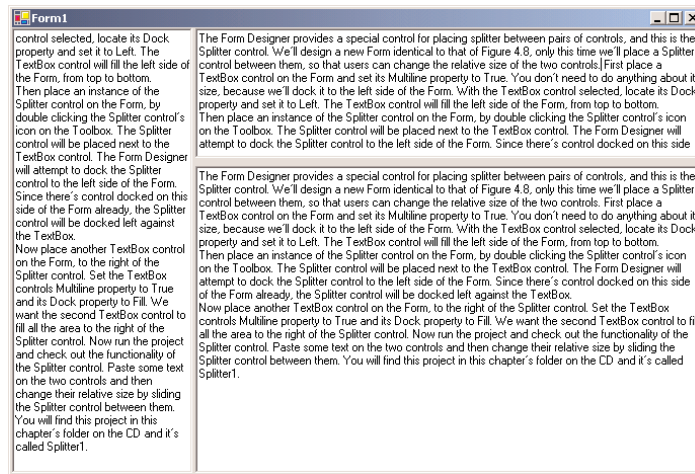 Form1
control selected, locate its Dock
property and set it to Left. The
TextBox control will fill the left side of
the Form, from top to bottom.
Then place an instance of the
Splitter control on the Form, by
double clicking the Splitter control's
icon on the Toolbox. The Splitter
control will be placed next to the
TextBox control. The Form Designer
will attempt to dock the Splitter
control to the left side of the Form.
Since there's control docked on this
side of the Form already, the Splitter
control will be docked left against
the TextBox.
Now place another TextBox control
on the Form, to the right of the
Splitter control. Set the TextBox
controls Multiline property to True
and its Dock property to Fill. We
want the second TextBox control to
fill all the area to the right of the
Splitter control. Now run the project
and check out the functionality of
the Splitter control. Paste some text
on the two controls and then
change their relative size by sliding
the Splitter control between them.
You will find this project in this
chapter's folder on the CD and it's
called Splitter1.
The Form Designer provides a special control for placing splitter between pairs of controls, and this is the
Splitter control. We'll design a new Form identical to that of Figure 4.8, only this time we'll place a Splitter
control between them, so that users can change the relative size of the two controls. First place a
TextBox control on the Form and set its Multiline property to True. You don't need to do anything about it
size, because we'll dock it to the left side of the Form. With the TextBox control selected, locate its Dock
property and set it to Left. The TextBox control will fill the left side of the Form, from top to bottom.
Then place an instance of the Splitter control on the Form, by double clicking the Splitter control's icon
on the Toolbox. The Splitter control will be placed next to the TextBox control. The Form Designer will
attempt to dock the Splitter control to the left side of the Form. Since there's control docked on this side
The Form Designer provides a special control for placing splitter between pairs of controls, and this is the
Splitter control. We'll design a new Form identical to that of Figure 4.8, only this time we'll place a Splitter
control between them, so that users can change the relative size of the two controls. First place a
TextBox control on the Form and set its Multiline property to True. You don't need to do anything about it
size, because we'll dock it to the left side of the Form. With the TextBox control selected, locate its Dock
property and set it to Left. The TextBox control will fill the left side of the Form, from top to bottom.
Then place an instance of the Splitter control on the Form, by double clicking the Splitter control's icon
on the Toolbox. The Splitter control will be placed next to the TextBox control. The Form Designer will
attempt to dock the Splitter control to the left side of the Form. Since there's control docked on this side
of the Form already, the Splitter control will be docked left against the TextBox.
Now place another TextBox control on the Form, to the right of the Splitter control. Set the TextBox
controls Multiline property to True and its Dock property to Fill. We want the second TextBox control to fi
all the area to the right of the Splitter control. Now run the project and check out the functionality of the
Splitter control. Paste some text on the two controls and then change their relative size by sliding the
Splitter control between them. You will find this project in this chapter's folder on the CD and it's called
Splitter1.